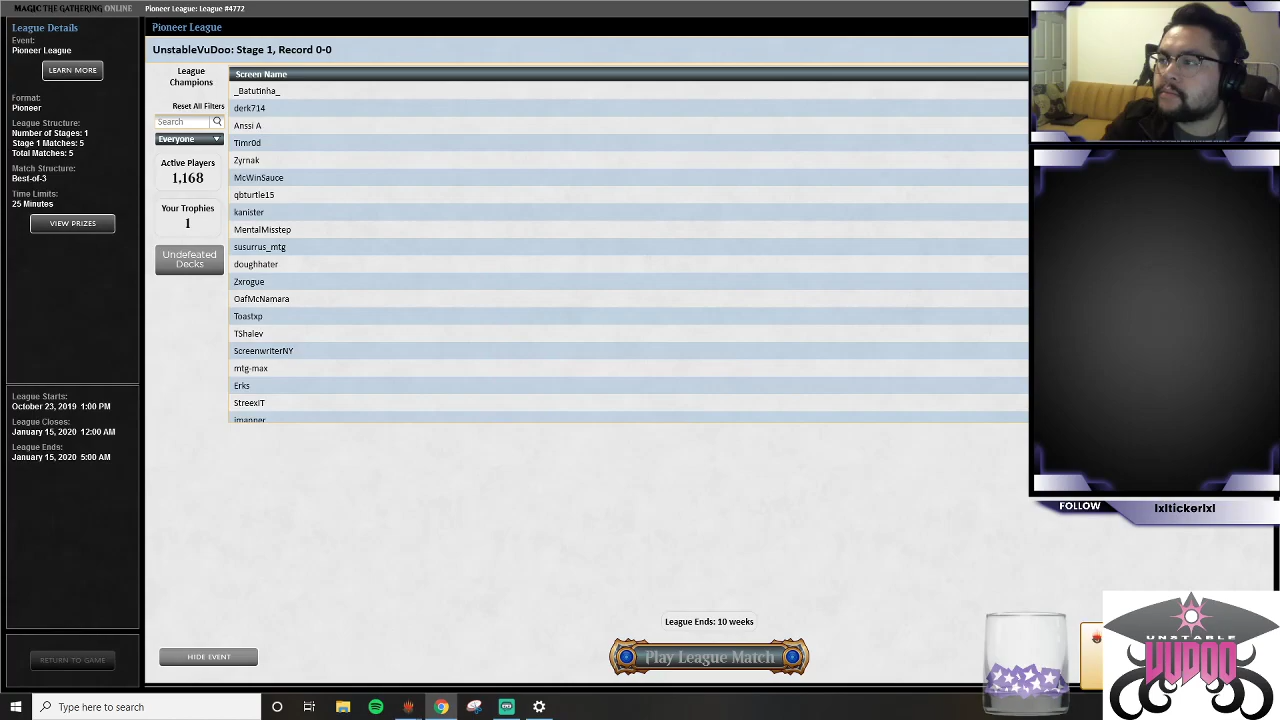 MAGIC THE GATHERING ONLINE
Pioneer League: League #4772
League Details
Event:
Pioneer League
LEARN MORE
Format:
Pioneer
League Structure:
Number of Stages: 1
Stage 1 Matches: 5
Total Matches: 5
Match Structure:
Best-of-3
Time Limits:
25 Minutes
VIEW PRIZES
League Starts:
October 23, 2019 1:00 PM
League Closes:
January 15, 2020 12:00 AM
League Ends:
January 15, 2020 5:00 AM
RETURN TO GAME
Pioneer League
UnstableVuDoo: Stage 1, Record 0-0
League
Champions
Reset All Filters
Search
Everyone
Active Players
1,168
Your Trophies
1
Undefeated
Decks
Screen Name
_Batutinha_
derk714
Anssi A
Timr0d
Zyrnak
McWinSauce
qbturtle15
kanister
MentalMisstep
susurrus_mtg
doughhater
Zxrogue
OafMcNamara
Toastxp
TShalev
ScreenwriterNY
mtg-max
Erks
StreexIT
HIDE EVENT
League Ends: 10 weeks
Play League Match
FOLLOW
lxltickerlxl
UNSTABLE
VUDOO
Type here to search